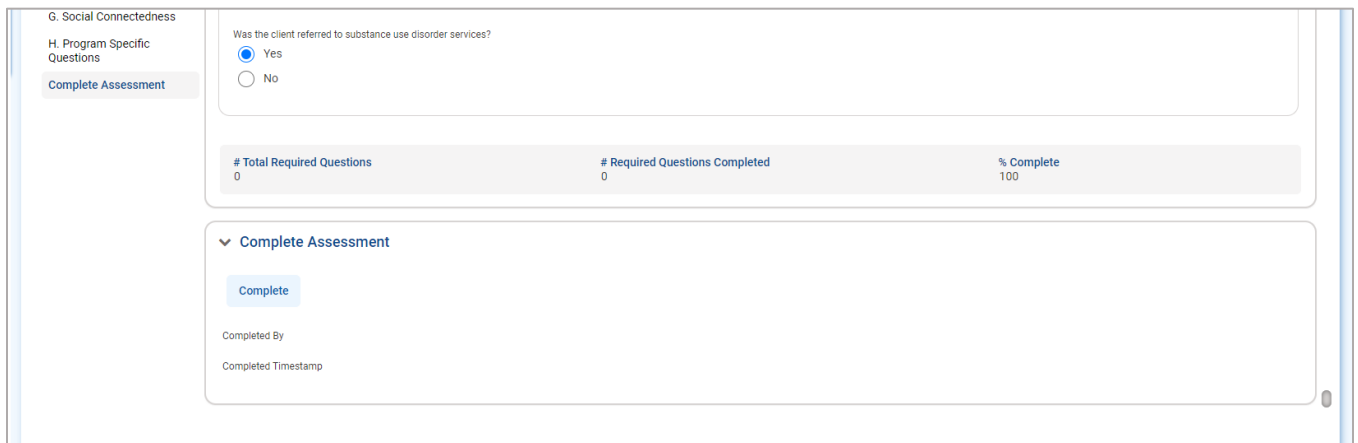 G. Social Connectedness
H. Program Specific
Questions
Complete Assessment
Was the client referred to substance use disorder services?
Yes
No
# Total Required Questions
0
# Required Questions Completed
0
% Complete
100
Complete Assessment
Complete
Completed By
Completed Timestamp